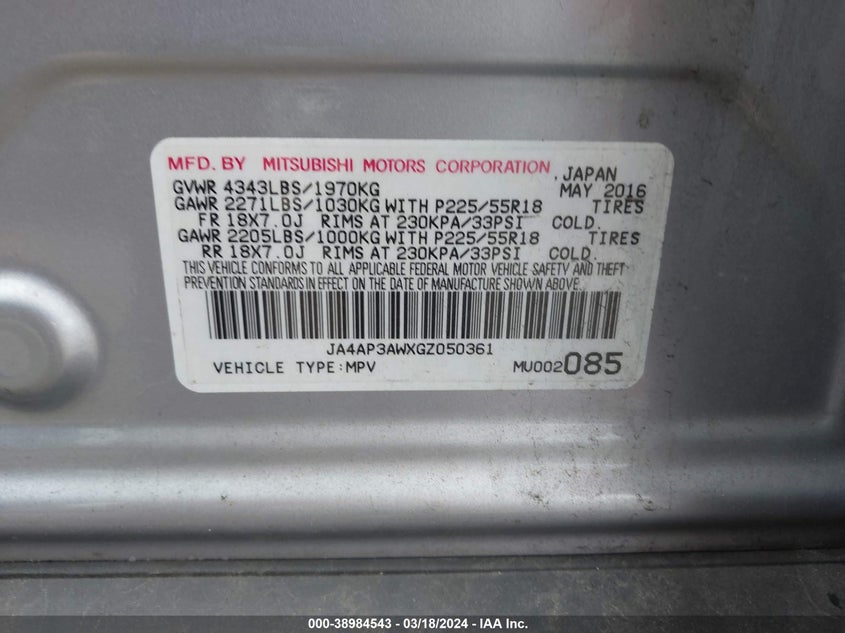 MFD. BY MITSUBISHI MOTORS CORPORATION, JAPAN
GVWR 4343LBS/1970KG MAY 2016
GAWR 2271LBS/1030KG WITH P225/55R18 TIRES
FR 18X7.0J RIMS AT 230KPA/33PSI COLD.
GAWR 2205LBS/1000KG WITH P225/55R18 TIRES
RR 18X7.0J RIMS AT 230KPA/33PSI COLD.
THIS VEHICLE CONFORMS TO ALL APPLICABLE FEDERAL MOTOR VEHICLE SAFETY AND THEFT
PREVENTION STANDARDS IN EFFECT ON THE DATE OF MANUFACTURE SHOWN ABOVE.
JA4AP3AWXGZ050361
VEHICLE TYPE:MPV MU002085
000-38984543 - 03/18/2024 - IAA Inc.